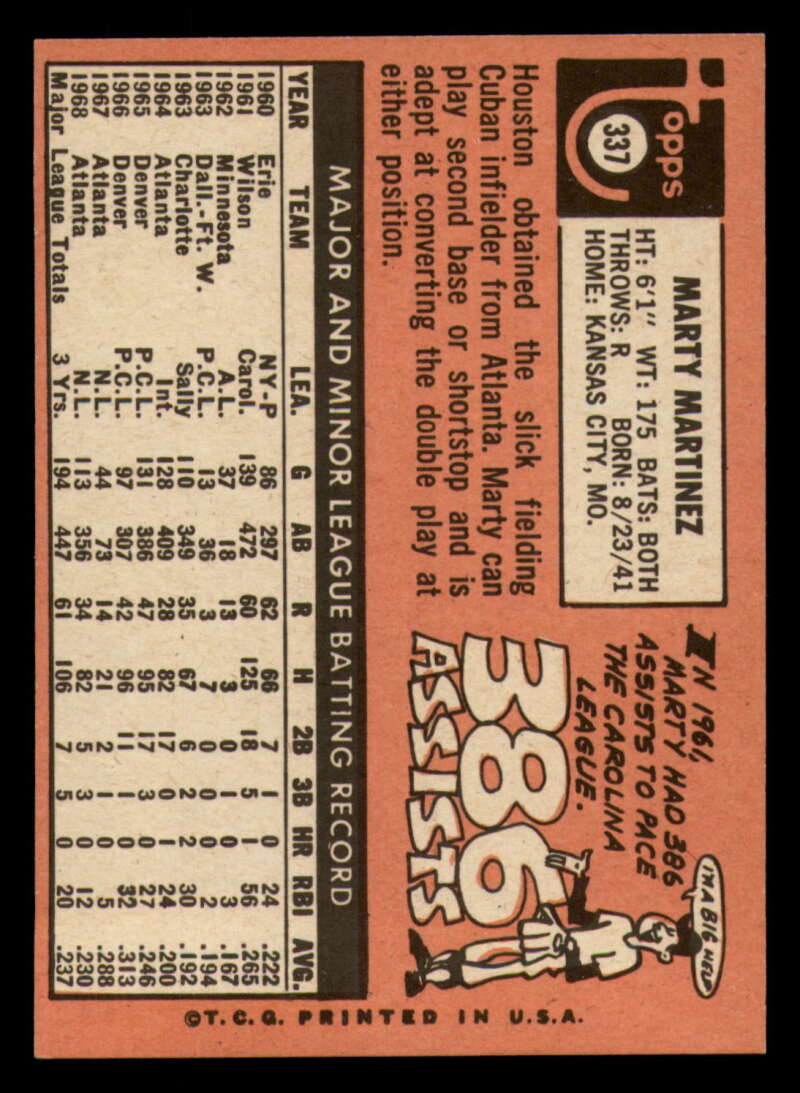 Topps
337
MARTY MARTINEZ
HT: 6'1" WT: 175 BATS: BOTH
THROWS: R BORN: 8/23/41
HOME: KANSAS CITY, MO.
Houston obtained the slick fielding
Cuban infielder from Atlanta. Marty can
play second base or shortstop and is
adept at converting the double play at
either position.
IN 1961,
MARTY HAD 386
ASSISTS TO PACE
THE CAROLINA
LEAGUE.
386
ASSISTS
I'M A BIG HELP
MAJOR AND MINOR LEAGUE BATTING RECORD
YEAR TEAM LEA. G AB R H 2B 3B HR RBI AVG.
1960 Erie NY-P 86 297 62 66 7 1 0 24 .222
1961 Wilson Carol. 139 472 60 125 18 5 1 56 .265
1962 Minnesota A.L. 37 18 13 3 0 1 0 3 .167
1963 Dall.-Ft. W. P.C.L. 13 36 3 7 0 0 0 2 .194
1963 Charlotte Sally 110 349 35 67 6 2 2 30 .192
1964 Atlanta Int. 128 409 28 82 17 0 1 24 .200
1965 Denver P.C.L. 131 386 47 95 17 3 0 27 .246
1966 Denver P.C.L. 97 307 42 96 11 1 0 32 .313
1967 Atlanta N.L. 44 73 14 21 2 1 0 5 .288
1968 Atlanta N.L. 113 356 34 82 5 3 0 12 .230
Major League Totals 3 Yrs. 194 447 61 106 7 5 0 20 .237
©T.C.G. PRINTED IN U.S.A.